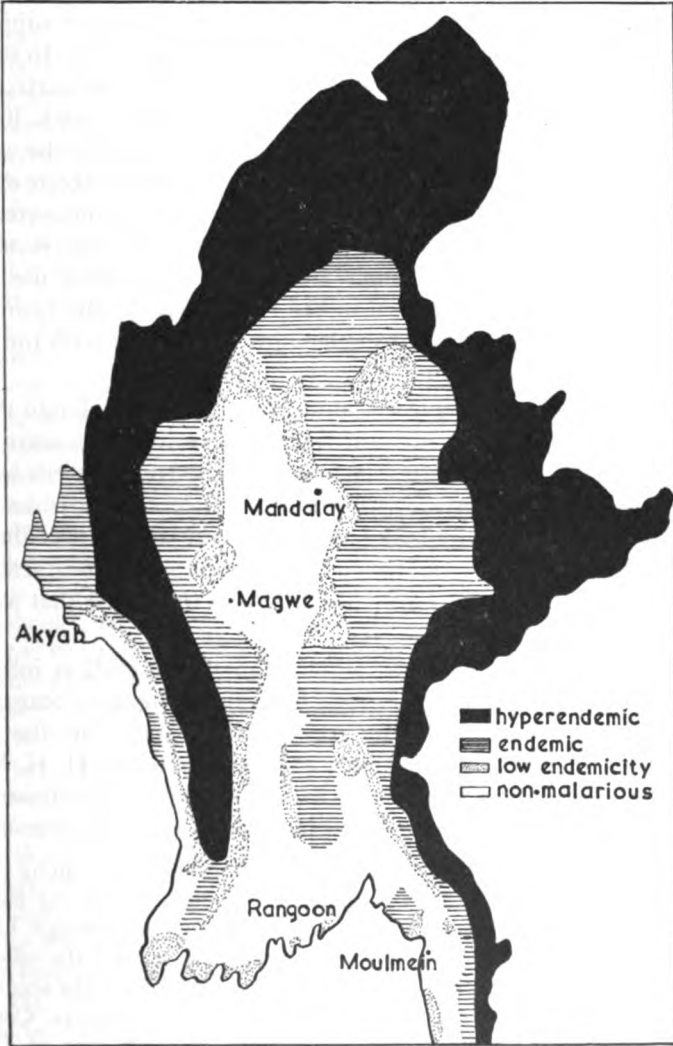 Mandalay
Magwe
Akyab
hyperendemic
endemic
low endemicity
non-malarious
Rangoon
Moulmein